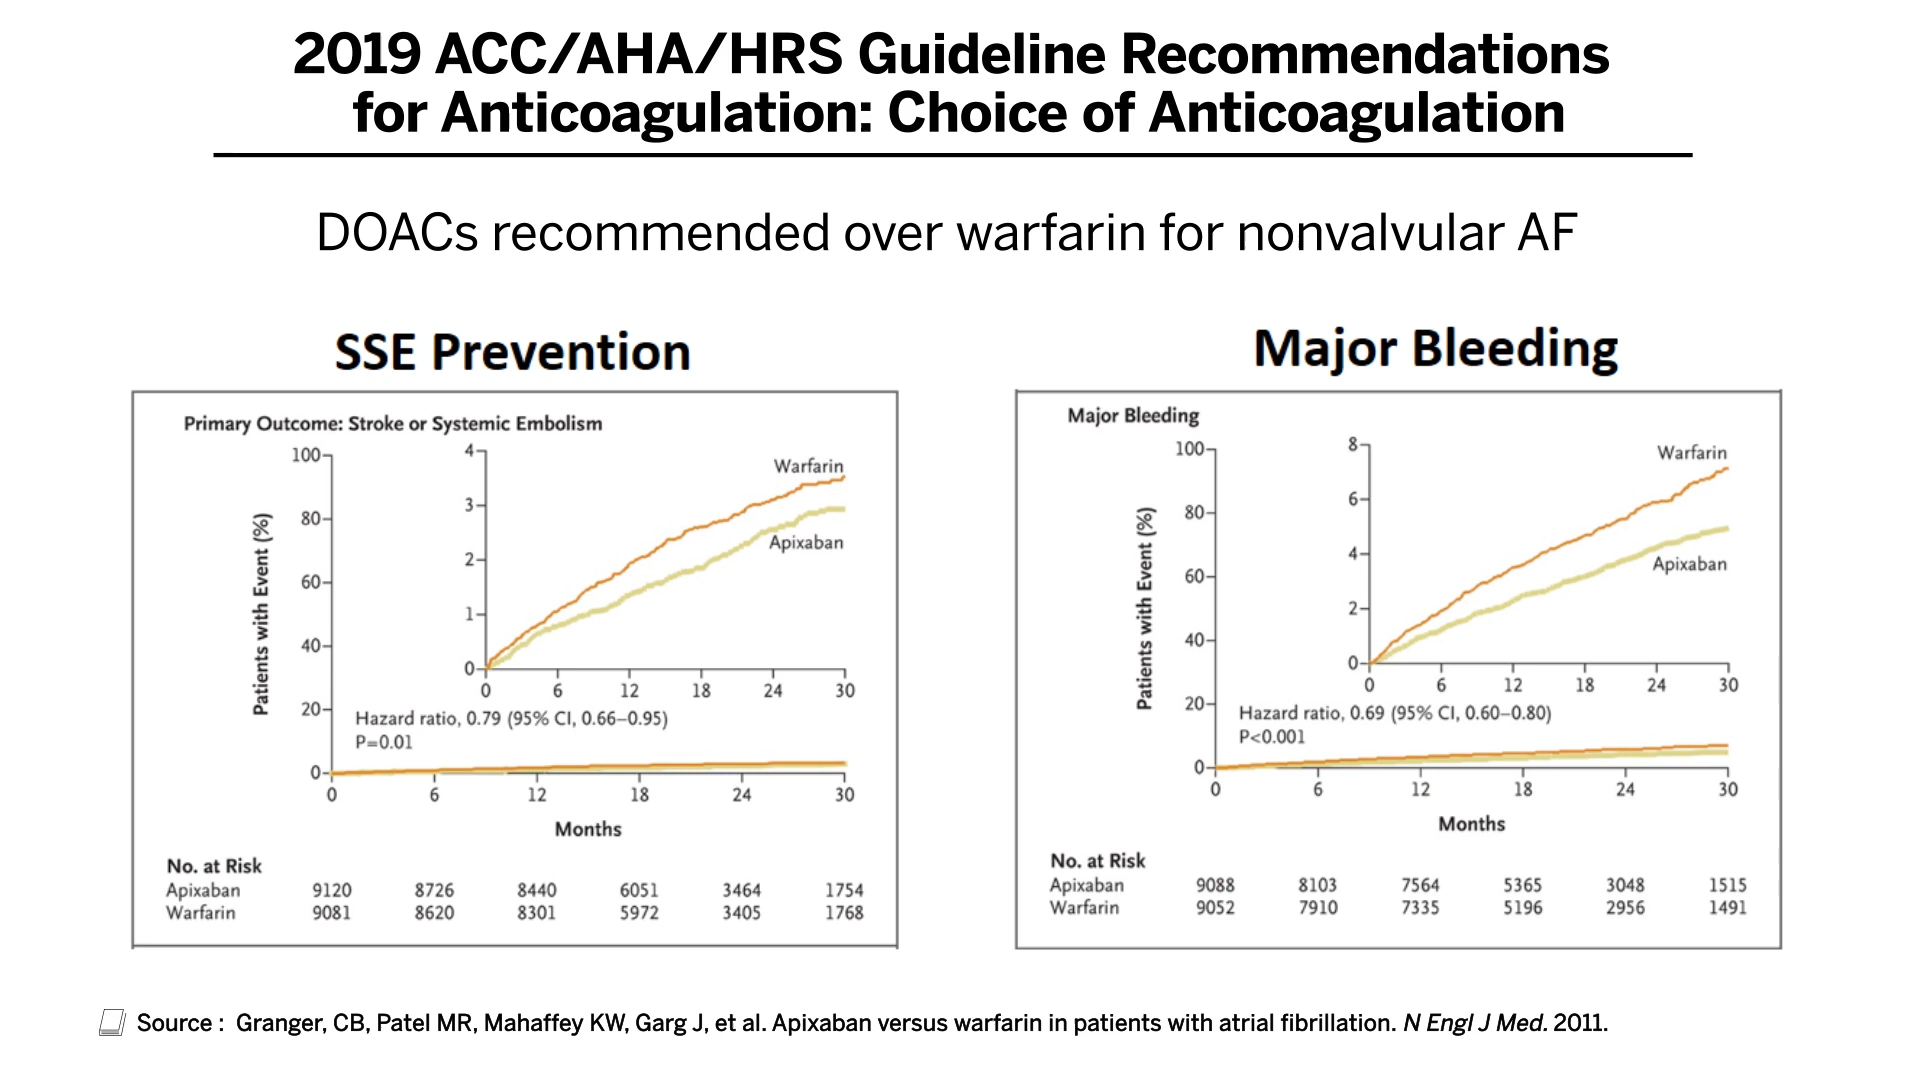 2019 ACC/AHA/HRS Guideline Recommendations
for Anticoagulation: Choice of Anticoagulation
DOACs recommended over warfarin for nonvalvular AF
SSE Prevention
Primary Outcome: Stroke or Systemic Embolism
Patients with Event (%)
100
80
60
40
20
0
4
3
2
1
0
Warfarin
Apixaban
0 6 12 18 24 30
Hazard ratio, 0.79 (95% CI, 0.66–0.95)
P=0.01
0 6 12 18 24 30
Months
No. at Risk
Apixaban 9120 8726 8440 6051 3464 1754
Warfarin 9081 8620 8301 5972 3405 1768
Major Bleeding
Major Bleeding
Patients with Event (%)
100
80
60
40
20
0
8
6
4
2
0
Warfarin
Apixaban
0 6 12 18 24 30
Hazard ratio, 0.69 (95% CI, 0.60–0.80)
P<0.001
0 6 12 18 24 30
Months
No. at Risk
Apixaban 9088 8103 7564 5365 3048 1515
Warfarin 9052 7910 7335 5196 2956 1491
Source : Granger, CB, Patel MR, Mahaffey KW, Garg J, et al. Apixaban versus warfarin in patients with atrial fibrillation. N Engl J Med. 2011.